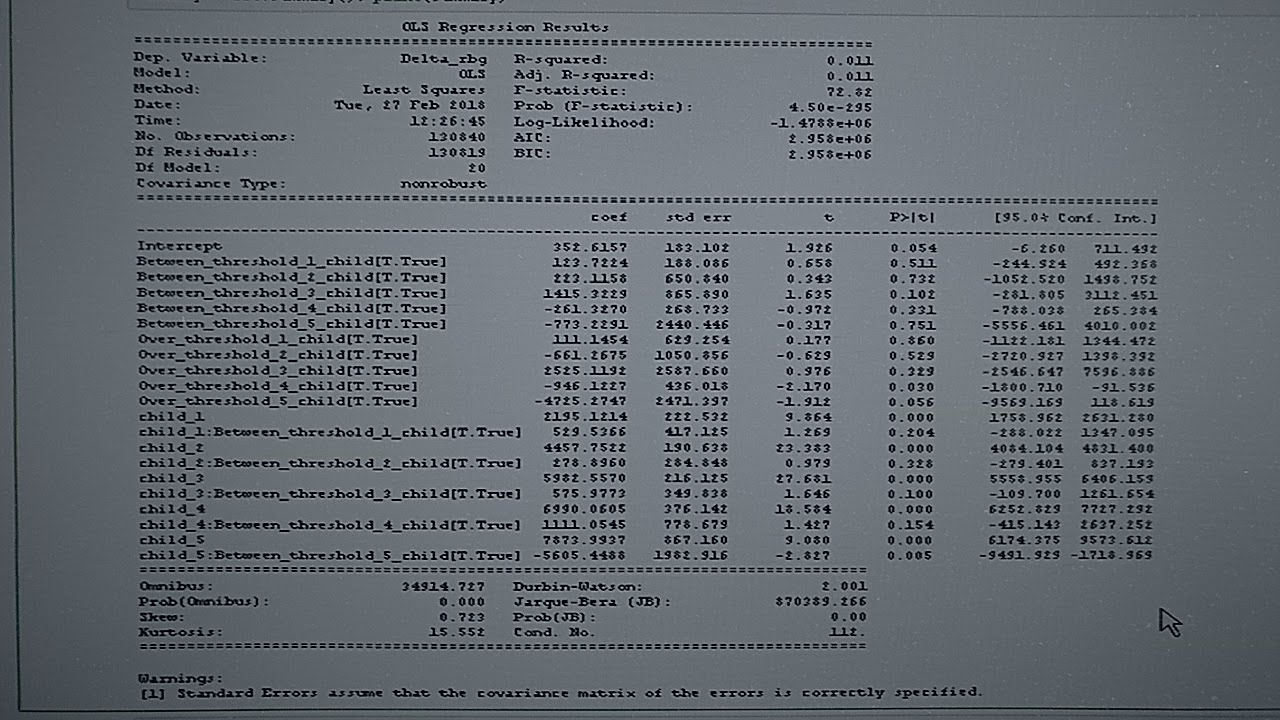 OLS Regression Results
==============================================================================
Dep. Variable: Delta_rbg R-squared: 0.011
Model: OLS Adj. R-squared: 0.011
Method: Least Squares F-statistic: 72.82
Date: Tue, 27 Feb 2018 Prob (F-statistic): 4.50e-295
Time: 12:26:45 Log-Likelihood: -1.4788e+06
No. Observations: 130840 AIC: 2.958e+06
Df Residuals: 130819 BIC: 2.958e+06
Df Model: 20
Covariance Type: nonrobust
==============================================================================
coef std err t P>|t| [95.0% Conf. Int.]
------------------------------------------------------------------------------
Intercept 352.6157 183.102 1.926 0.054 -6.260 711.492
Between_threshold_1_child[T.True] 123.7224 188.086 0.658 0.511 -244.924 492.368
Between_threshold_2_child[T.True] 223.1158 650.840 0.343 0.732 -1052.520 1498.752
Between_threshold_3_child[T.True] 1415.3229 865.890 1.635 0.102 -281.805 3112.451
Between_threshold_4_child[T.True] -261.3270 268.733 -0.972 0.331 -788.038 265.384
Between_threshold_5_child[T.True] -773.2291 2440.446 -0.317 0.751 -5556.461 4010.002
Over_threshold_1_child[T.True] 111.1454 629.254 0.177 0.860 -1122.181 1344.472
Over_threshold_2_child[T.True] -661.2675 1050.856 -0.629 0.529 -2720.927 1398.392
Over_threshold_3_child[T.True] 2525.1192 2587.660 0.976 0.329 -2546.647 7596.886
Over_threshold_4_child[T.True] -946.1227 436.018 -2.170 0.030 -1800.710 -91.536
Over_threshold_5_child[T.True] -4725.2747 2471.397 -1.912 0.056 -9569.169 118.619
child_1 2195.1214 222.532 9.864 0.000 1758.962 2631.280
child_1:Between_threshold_1_child[T.True] 529.5366 417.125 1.269 0.204 -288.022 1347.095
child_2 4457.7522 190.638 23.383 0.000 4084.104 4831.400
child_2:Between_threshold_2_child[T.True] 278.8960 284.848 0.979 0.328 -279.401 837.193
child_3 5982.5570 216.125 27.681 0.000 5558.955 6406.159
child_3:Between_threshold_3_child[T.True] 575.9773 349.838 1.646 0.100 -109.700 1261.654
child_4 6990.0605 376.142 18.584 0.000 6252.829 7727.292
child_4:Between_threshold_4_child[T.True] 1111.0545 778.679 1.427 0.154 -415.143 2637.252
child_5 7873.9937 867.160 9.080 0.000 6174.375 9573.612
child_5:Between_threshold_5_child[T.True] -5605.4488 1982.916 -2.827 0.005 -9491.929 -1718.969
==============================================================================
Omnibus: 34914.727 Durbin-Watson: 2.001
Prob(Omnibus): 0.000 Jarque-Bera (JB): 870389.266
Skew: 0.723 Prob(JB): 0.00
Kurtosis: 15.552 Cond. No. 112.
==============================================================================
Warnings:
[1] Standard Errors assume that the covariance matrix of the errors is correctly specified.